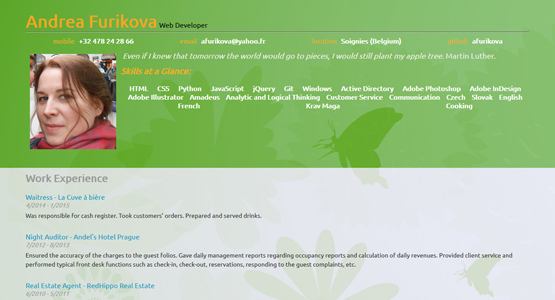 Andrea Furikova Web Developer
mobile +32 478 24 28 66 email afurikova@yahoo.fr location Soignies (Belgium) github afurikova
Even if I knew that tomorrow the world would go to pieces, I would still plant my apple tree. Martin Luther.
Skills at a Glance:
HTML CSS Python JavaScript jQuery Git Windows Active Directory Adobe Photoshop Adobe InDesign
Adobe Illustrator Amadeus Analytic and Logical Thinking Customer Service Communication Czech Slovak English
French Krav Maga Cooking
Work Experience
Waitress - La Cuve à bière
4/2014 - 1/2015
Was responsible for cash register. Took customers' orders. Prepared and served drinks.
Night Auditor - Andel's Hotel Prague
7/2012 - 8/2013
Ensured the accuracy of the charges to the guest folios. Gave daily management reports regarding occupancy reports and calculation of daily revenues. Provided client service and
performed typical front desk functions such as check-in, check-out, reservations, responding to the guest complaints, etc.
Real Estate Agent - RedHippo Real Estate
6/2010 - 5/2011